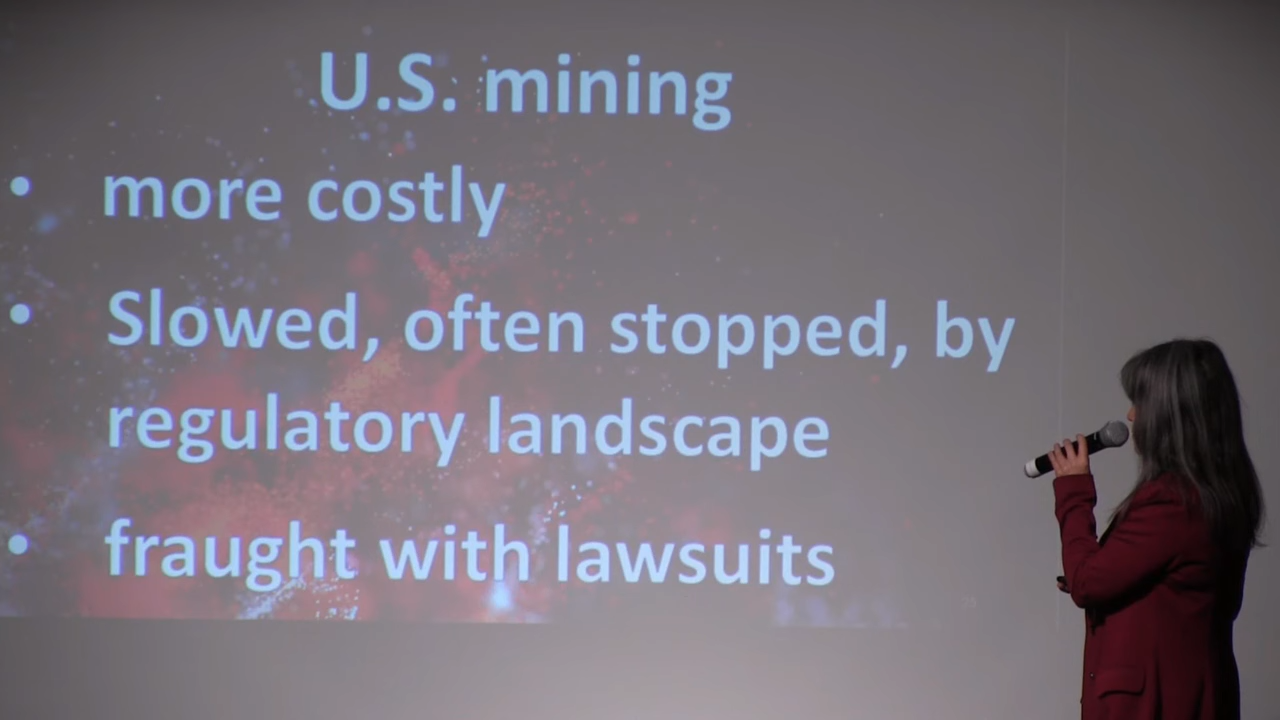 U.S. mining
• more costly
• Slowed, often stopped, by
regulatory landscape
• fraught with lawsuits